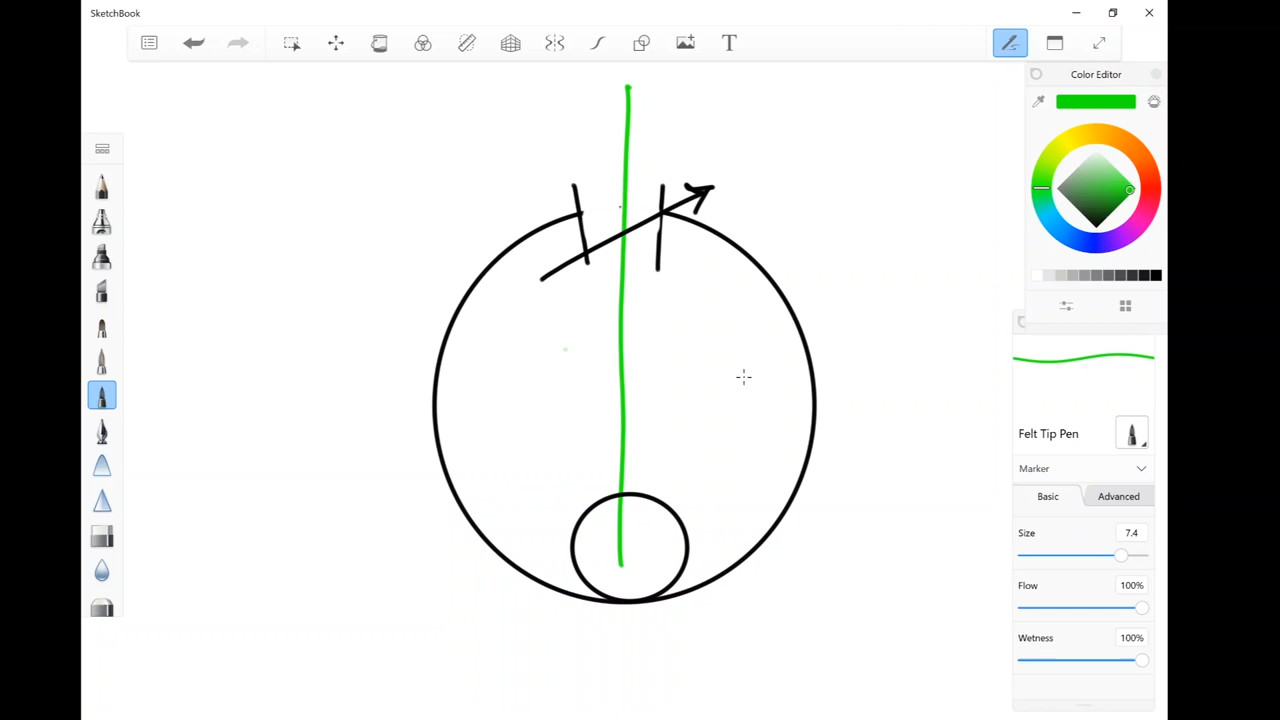 SketchBook
T
Color Editor
Felt Tip Pen
Marker
Basic
Advanced
Size
7.4
Flow
100%
Wetness
100%